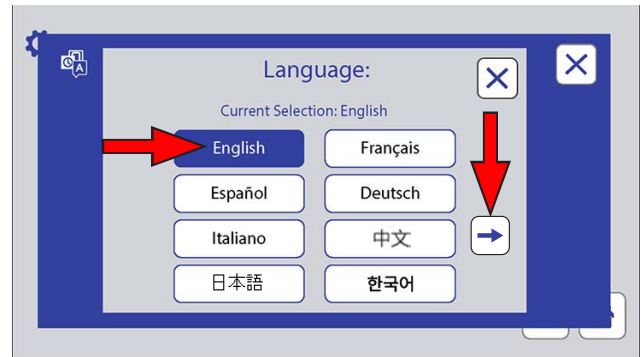 Language:
Current Selection: English
English
Français
Español
Deutsch
Italiano
中文
日本語
한국어